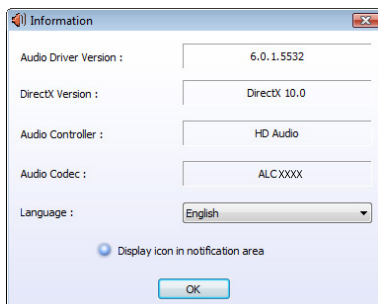 Information
Audio Driver Version : 6.0.1.5532
DirectX Version : DirectX 10.0
Audio Controller : HD Audio
Audio Codec : ALCXXXX
Language : English
Display icon in notification area
OK